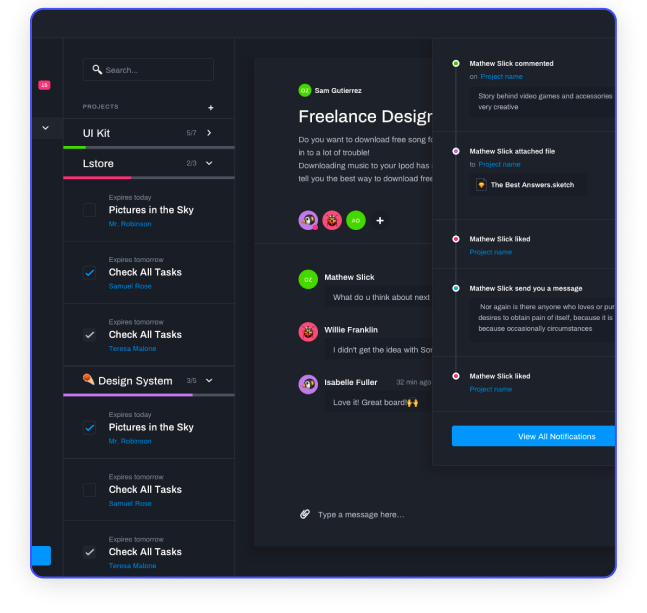 15
Search...
PROJECTS +
UI Kit 5/7
Lstore 2/3
Expires today
Pictures in the Sky
Mr. Robinson
Expires tomorrow
Check All Tasks
Samuel Rose
Expires tomorrow
Check All Tasks
Teresa Malone
Design System 3/5
Expires today
Pictures in the Sky
Mr. Robinson
Expires tomorrow
Check All Tasks
Samuel Rose
Expires tomorrow
Check All Tasks
Teresa Malone
OZ Sam Gutierrez
Freelance Design
Do you want to download free song fo
in to a lot of trouble!
Downloading music to your Ipod has
tell you the best way to download free
AO +
OZ Mathew Slick
What do u think about next
Willie Franklin
I didn't get the idea with Sor
Isabelle Fuller 32 min ago
Love it! Great board!🙌
Type a message here...
Mathew Slick commented
on Project name
Story behind video games and accessories
very creative
Mathew Slick attached file
to Project name
The Best Answers.sketch
Mathew Slick liked
Project name
Mathew Slick send you a message
Nor again is there anyone who loves or pur
desires to obtain pain of itself, because it is
because occasionally circumstances
Mathew Slick liked
Project name
View All Notifications